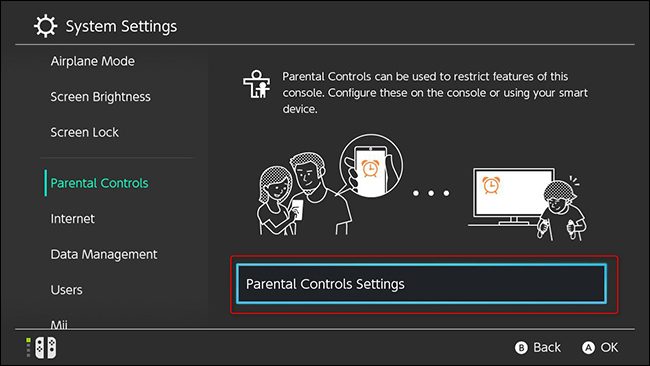 System Settings
Airplane Mode
Screen Brightness
Screen Lock
Parental Controls
Internet
Data Management
Users
Mii
Parental Controls can be used to restrict features of this
console. Configure these on the console or using your smart
device.
Parental Controls Settings
B Back
A OK